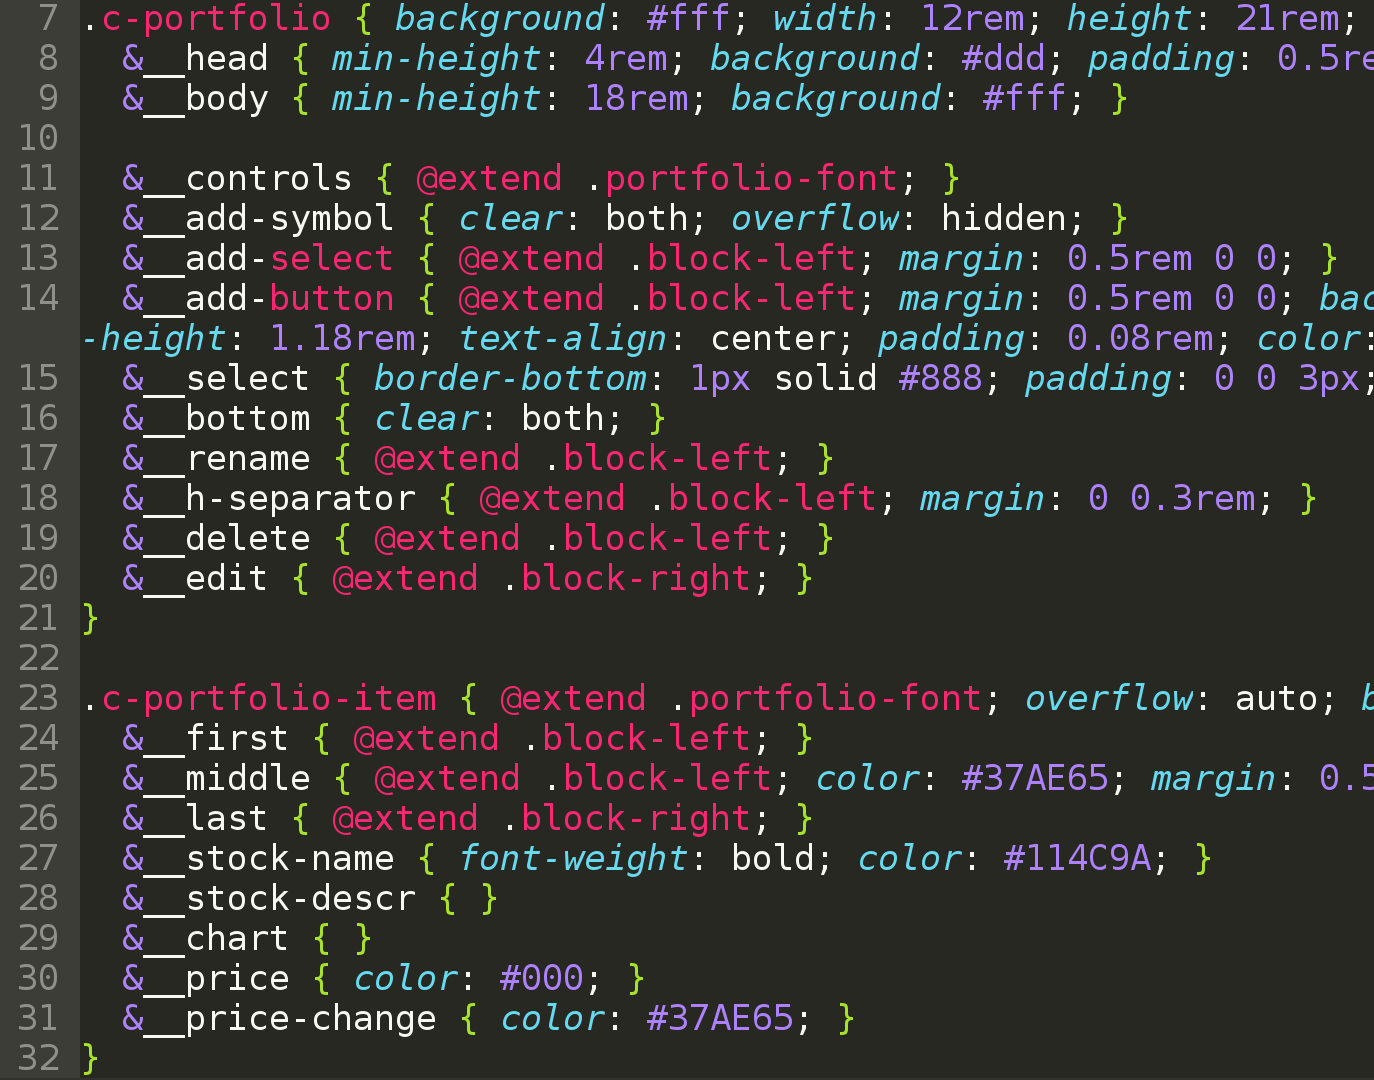 7 .c-portfolio { background: #fff; width: 12rem; height: 21rem;
8 &__head { min-height: 4rem; background: #ddd; padding: 0.5re
9 &__body { min-height: 18rem; background: #fff; }
10
11 &__controls { @extend .portfolio-font; }
12 &__add-symbol { clear: both; overflow: hidden; }
13 &__add-select { @extend .block-left; margin: 0.5rem 0 0; }
14 &__add-button { @extend .block-left; margin: 0.5rem 0 0; bac
-height: 1.18rem; text-align: center; padding: 0.08rem; color:
15 &__select { border-bottom: 1px solid #888; padding: 0 0 3px;
16 &__bottom { clear: both; }
17 &__rename { @extend .block-left; }
18 &__h-separator { @extend .block-left; margin: 0 0.3rem; }
19 &__delete { @extend .block-left; }
20 &__edit { @extend .block-right; }
21 }
22
23 .c-portfolio-item { @extend .portfolio-font; overflow: auto; b
24 &__first { @extend .block-left; }
25 &__middle { @extend .block-left; color: #37AE65; margin: 0.5
26 &__last { @extend .block-right; }
27 &__stock-name { font-weight: bold; color: #114C9A; }
28 &__stock-descr { }
29 &__chart { }
30 &__price { color: #000; }
31 &__price-change { color: #37AE65; }
32 }